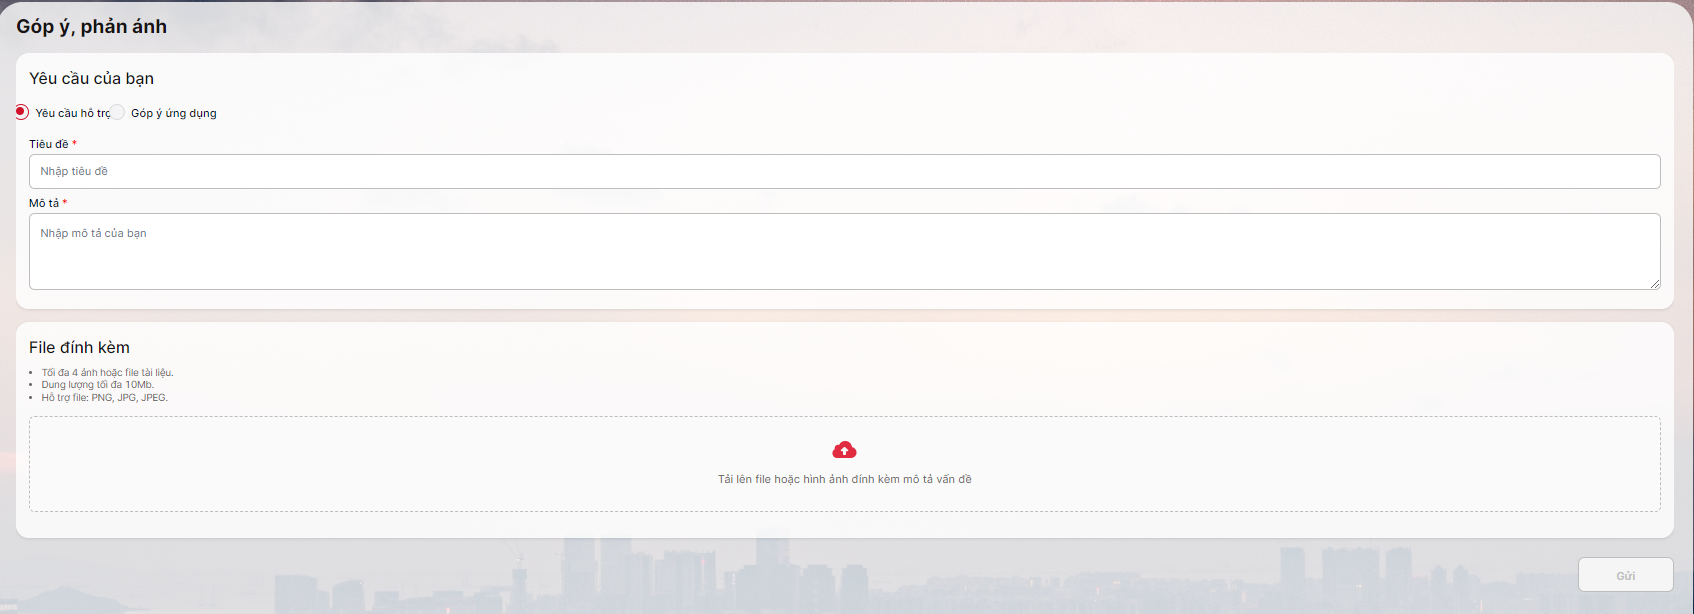 Góp ý, phản ánh
Yêu cầu của bạn
Yêu cầu hỗ trợ Góp ý ứng dụng
Tiêu đề *
Nhập tiêu đề
Mô tả *
Nhập mô tả của bạn
File đính kèm
• Tối đa 4 ảnh hoặc file tài liệu.
• Dung lượng tối đa 10Mb.
• Hỗ trợ file: PNG, JPG, JPEG.
Tải lên file hoặc hình ảnh đính kèm mô tả vấn đề
Gửi